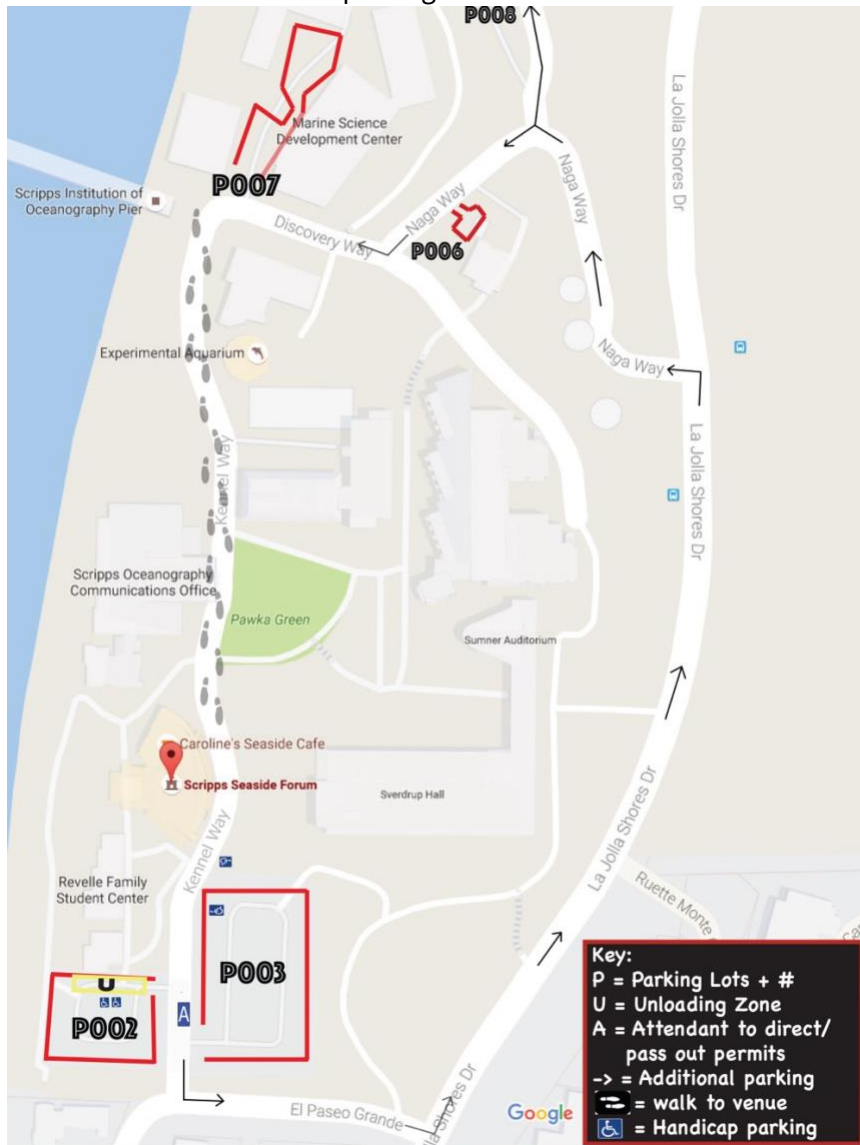 P008
La Jolla Shores Dr
Marine Science
Development Center
P007
Scripps Institution of
Oceanography Pier
Naga Way
Naga Way
Discovery Way
P006
Experimental Aquarium
Naga Way
La Jolla Shores Dr
Kennel Way
Scripps Oceanography
Communications Office
Pawka Green
Sumner Auditorium
Caroline's Seaside Cafe
Scripps Seaside Forum
Sverdrup Hall
La Jolla Shores Dr
Kennel Way
Revelle Family
Student Center
Ruette Monte
P003
U
P002
A
El Paseo Grande
Google
Key:
P = Parking Lots + #
U = Unloading Zone
A = Attendant to direct/
pass out permits
-> = Additional parking
= walk to venue
= Handicap parking